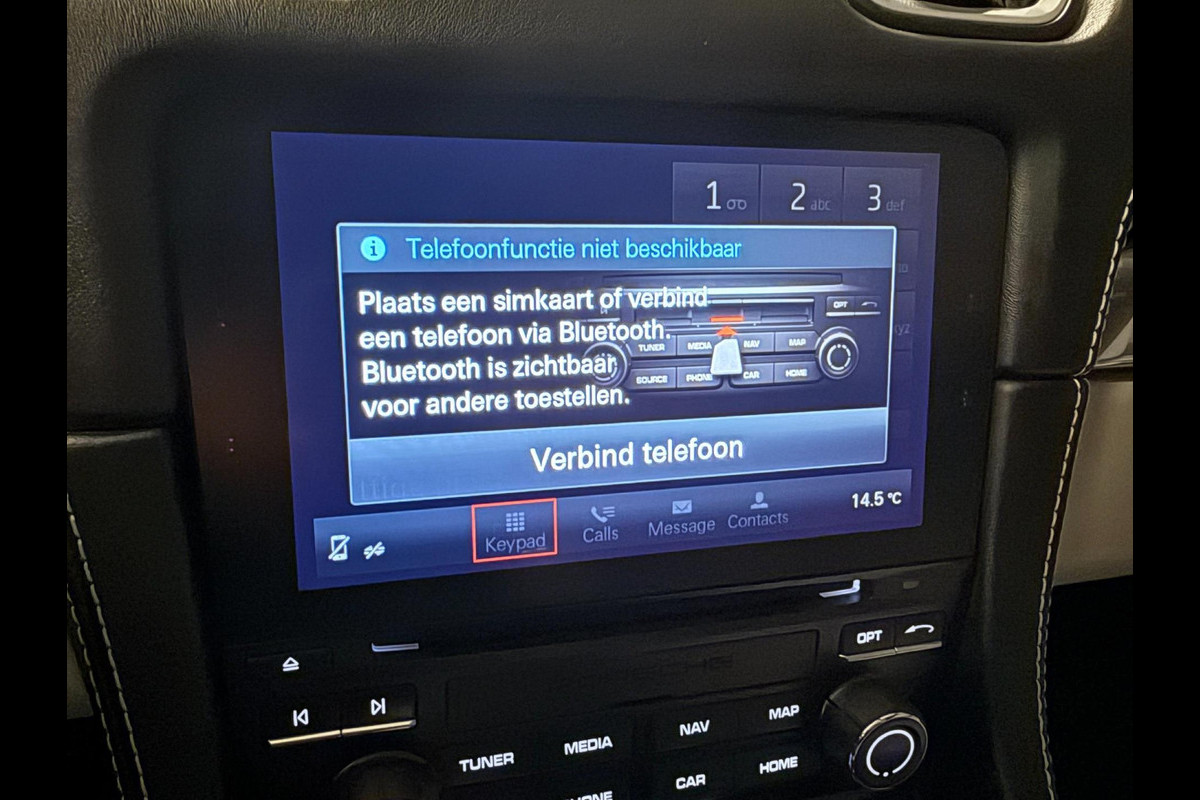 1 2 abc 3 def
Telefoonfunctie niet beschikbaar
Plaats een simkaart of verbind
een telefoon via Bluetooth.
Bluetooth is zichtbaar
voor andere toestellen.
OPT
TUNER MEDIA NAV MAP
SOURCE PHONE CAR HOME
Verbind telefoon
Keypad Calls Message Contacts 14.5 °C
OPT
TUNER MEDIA NAV MAP
CAR HOME